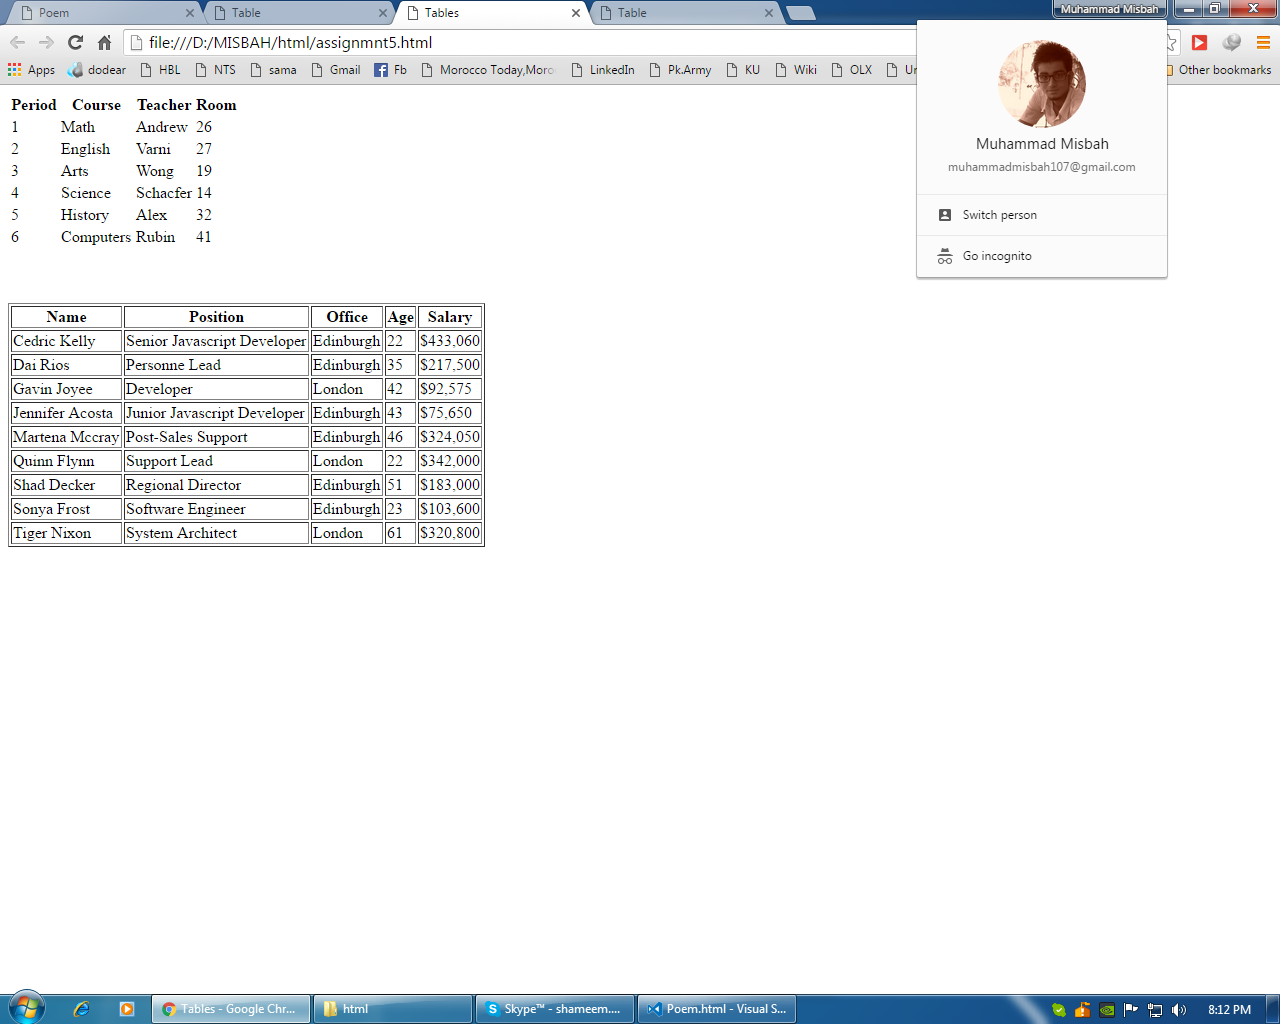 Poem Table Tables Table Muhammad Misbah
file:///D:/MISBAH/html/assignmnt5.html
Apps dodear HBL NTS sama Gmail Fb Morocco Today,Moro LinkedIn Pk.Army KU Wiki OLX Ur Other bookmarks
Muhammad Misbah
muhammadmisbah107@gmail.com
Switch person
Go incognito
Period Course Teacher Room
1 Math Andrew 26
2 English Varni 27
3 Arts Wong 19
4 Science Schacfer 14
5 History Alex 32
6 Computers Rubin 41
Name Position Office Age Salary
Cedric Kelly Senior Javascript Developer Edinburgh 22 $433,060
Dai Rios Personne Lead Edinburgh 35 $217,500
Gavin Joyee Developer London 42 $92,575
Jennifer Acosta Junior Javascript Developer Edinburgh 43 $75,650
Martena Mccray Post-Sales Support Edinburgh 46 $324,050
Quinn Flynn Support Lead London 22 $342,000
Shad Decker Regional Director Edinburgh 51 $183,000
Sonya Frost Software Engineer Edinburgh 23 $103,600
Tiger Nixon System Architect London 61 $320,800
Tables - Google Chr... html Skype™ - shameem.... Poem.html - Visual S... 8:12 PM